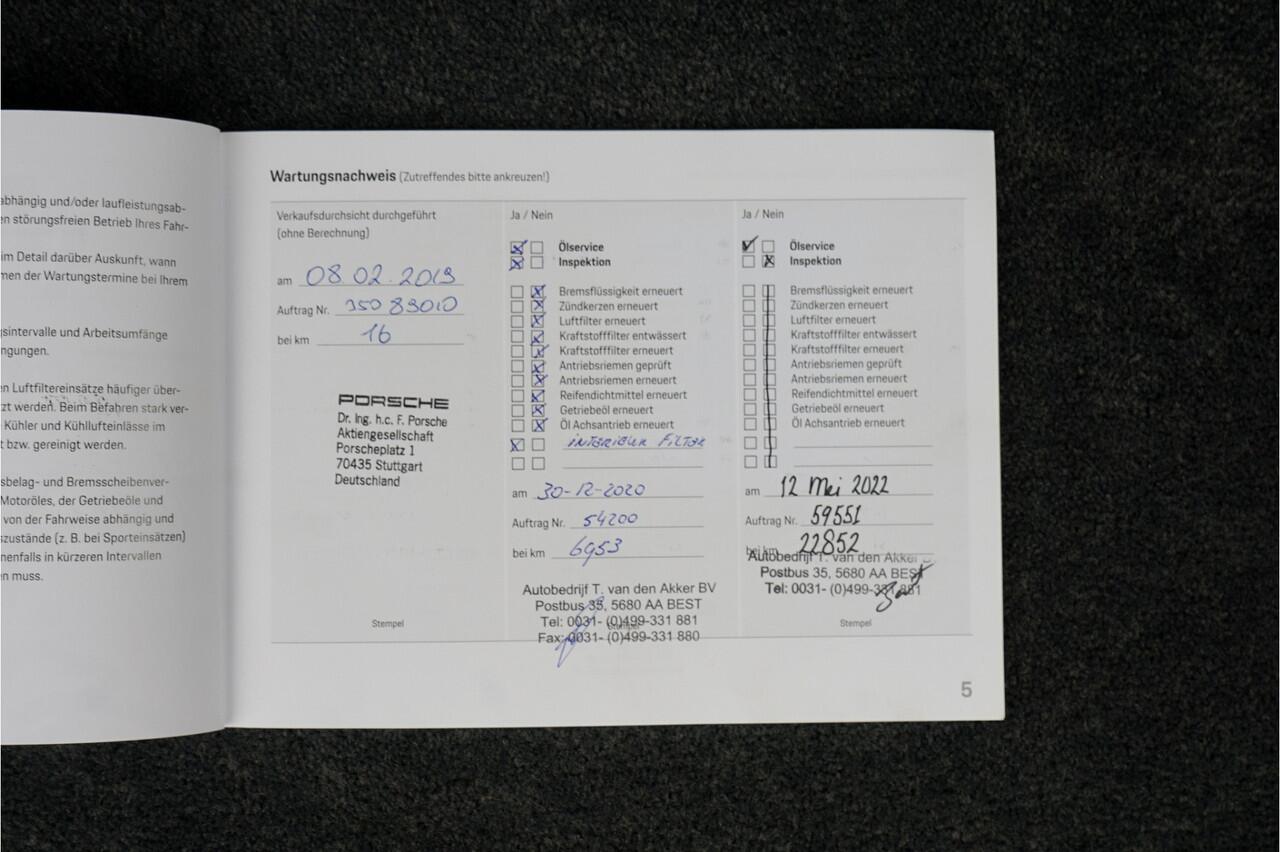 abhängig und/oder laufleistungsab-
en störungsfreien Betrieb Ihres Fahr-
im Detail darüber Auskunft, wann
men der Wartungstermine bei Ihrem
gsintervalle und Arbeitsumfänge
ngungen.
en Luftfiltereinsätze häufiger über-
zt werden. Beim Befahren stark ver-
Kühler und Kühllufteinlässe im
t bzw. gereinigt werden.
sbelag- und Bremsscheibenver-
Motoröles, der Getriebeöle und
von der Fahrweise abhängig und
szustände (z. B. bei Sporteinsätzen)
nenfalls in kürzeren Intervallen
en muss.
Wartungsnachweis (Zutreffendes bitte ankreuzen!)
Verkaufsdurchsicht durchgeführt
(ohne Berechnung)
am 08.02.2019
Auftrag Nr. 35083010
bei km 16
PORSCHE
Dr. Ing. h.c. F. Porsche
Aktiengesellschaft
Porscheplatz 1
70435 Stuttgart
Deutschland
Stempel
Ja / Nein
Ölservice
Inspektion
Bremsflüssigkeit erneuert
Zündkerzen erneuert
Luftfilter erneuert
Kraftstofffilter entwässert
Kraftstofffilter erneuert
Antriebsriemen geprüft
Antriebsriemen erneuert
Reifendichtmittel erneuert
Getriebeöl erneuert
Öl Achsantrieb erneuert
INTERIEUR FILTER
am 30-12-2020
Auftrag Nr. 54200
bei km 6953
Autobedrijf T. van den Akker BV
Postbus 35, 5680 AA BEST
Tel: 0031- (0)499-331 881
Stempel
Fax: 0031- (0)499-331 880
Ja / Nein
Ölservice
Inspektion
Bremsflüssigkeit erneuert
Zündkerzen erneuert
Luftfilter erneuert
Kraftstofffilter entwässert
Kraftstofffilter erneuert
Antriebsriemen geprüft
Antriebsriemen erneuert
Reifendichtmittel erneuert
Getriebeöl erneuert
Öl Achsantrieb erneuert
am 12 Mei 2022
Auftrag Nr. 59551
bei km 22852
Autobedrijf T. van den Akker
Postbus 35, 5680 AA BEST
Tel: 0031- (0)499-331 881
Stempel
5